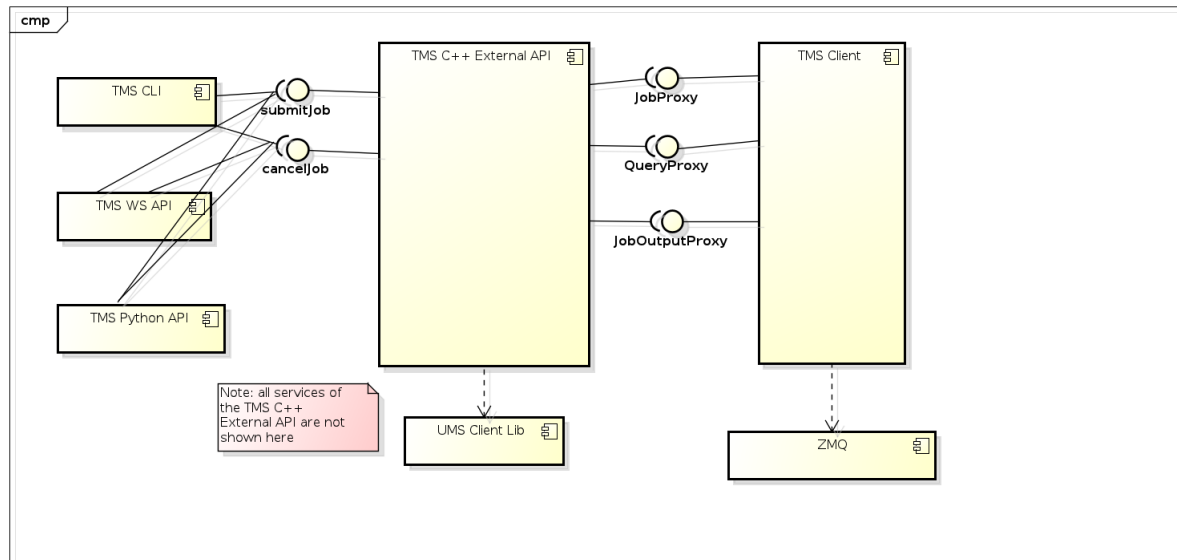 cmp
TMS C++ External API
TMS Client
TMS CLI
submitJob
JobProxy
cancelJob
QueryProxy
TMS WS API
JobOutputProxy
TMS Python API
Note: all services of
the TMS C++
External API are not
shown here
UMS Client Lib
ZMQ